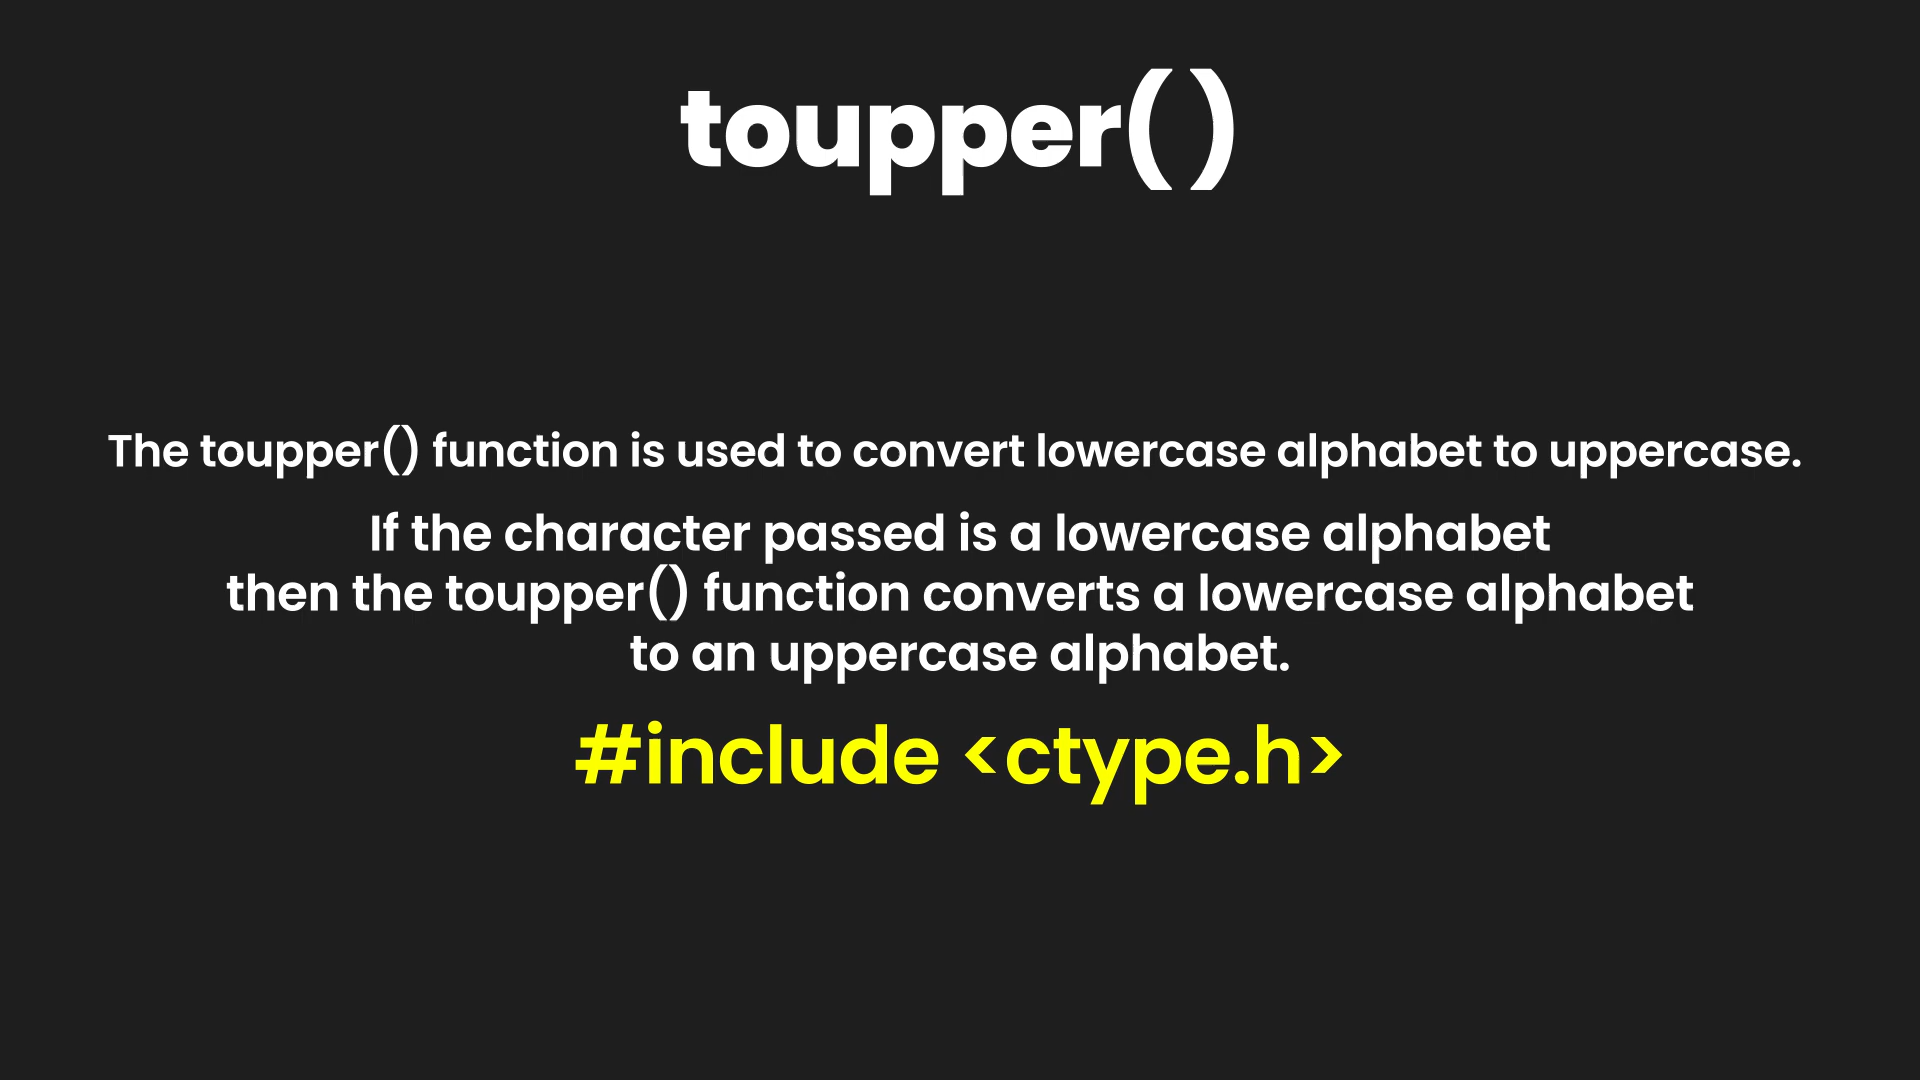 toupper( )
The toupper() function is used to convert lowercase alphabet to uppercase.
If the character passed is a lowercase alphabet
then the toupper() function converts a lowercase alphabet
to an uppercase alphabet.
#include <ctype.h>